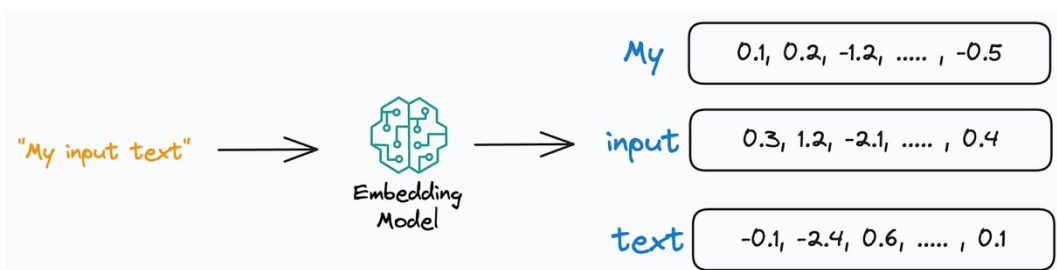 "My input text"
Embedding
Model
My
0.1, 0.2, -1.2, ..... , -0.5
input
0.3, 1.2, -2.1, ..... , 0.4
text
-0.1, -2.4, 0.6, ..... , 0.1